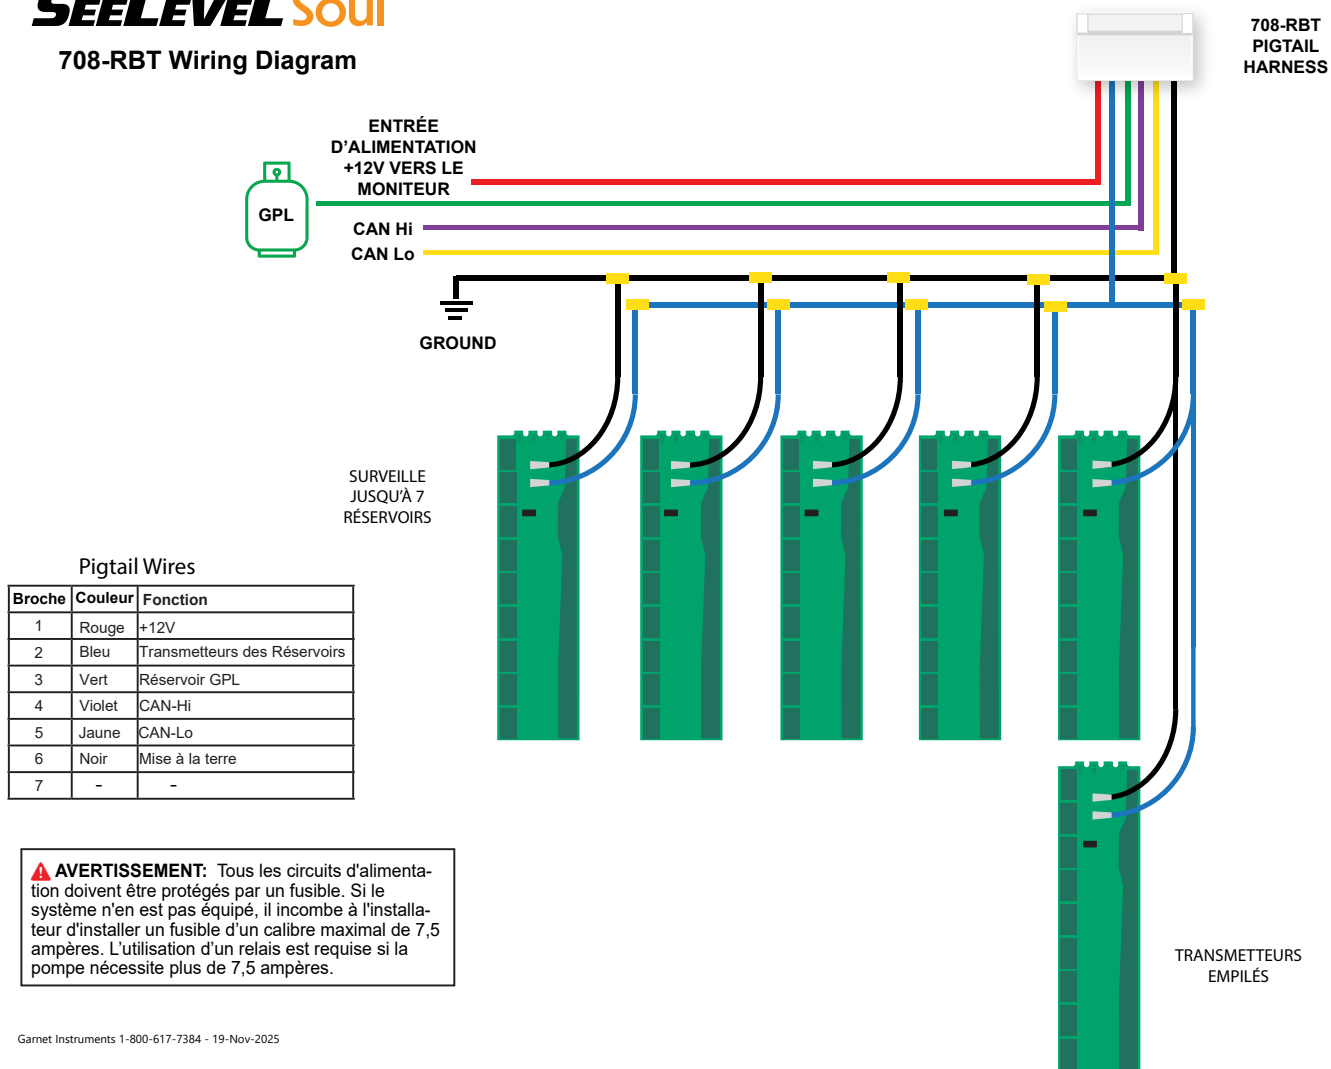 SEELEVEL Soul
708-RBT Wiring Diagram
708-RBT
PIGTAIL
HARNESS
ENTRÉE
D’ALIMENTATION
+12V VERS LE
MONITEUR
GPL
CAN Hi
CAN Lo
GROUND
SURVEILLE
JUSQU’À 7
RÉSERVOIRS
Pigtail Wires
Broche Couleur Fonction
1 Rouge +12V
2 Bleu Transmetteurs des Réservoirs
3 Vert Réservoir GPL
4 Violet CAN-Hi
5 Jaune CAN-Lo
6 Noir Mise à la terre
7 - -
AVERTISSEMENT: Tous les circuits d'alimenta-
tion doivent être protégés par un fusible. Si le
système n'en est pas équipé, il incombe à l'installa-
teur d'installer un fusible d’un calibre maximal de 7,5
ampères. L’utilisation d’un relais est requise si la
pompe nécessite plus de 7,5 ampères.
TRANSMETTEURS
EMPILÉS
Garnet Instruments 1-800-617-7384 - 19-Nov-2025